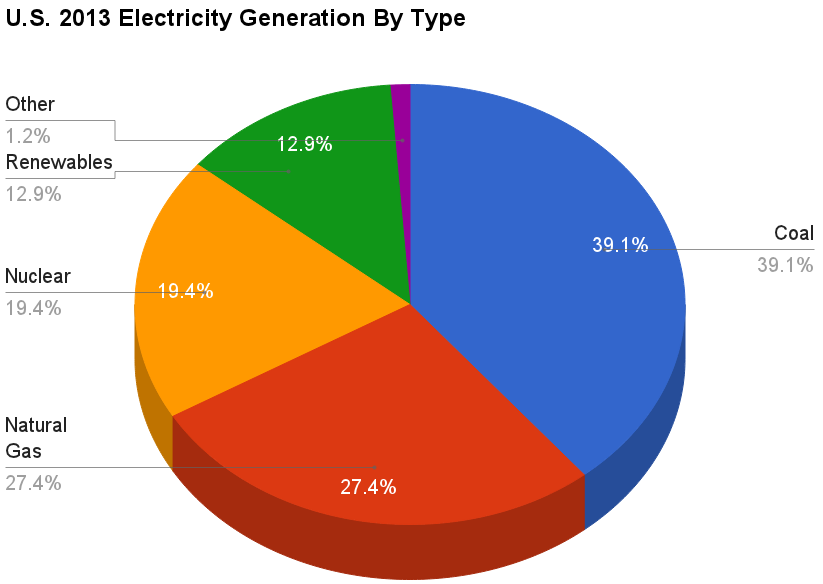 U.S. 2013 Electricity Generation By Type
Other
1.2%
Renewables
12.9%
12.9%
Coal
39.1%
39.1%
Nuclear
19.4%
19.4%
Natural
Gas
27.4%
27.4%